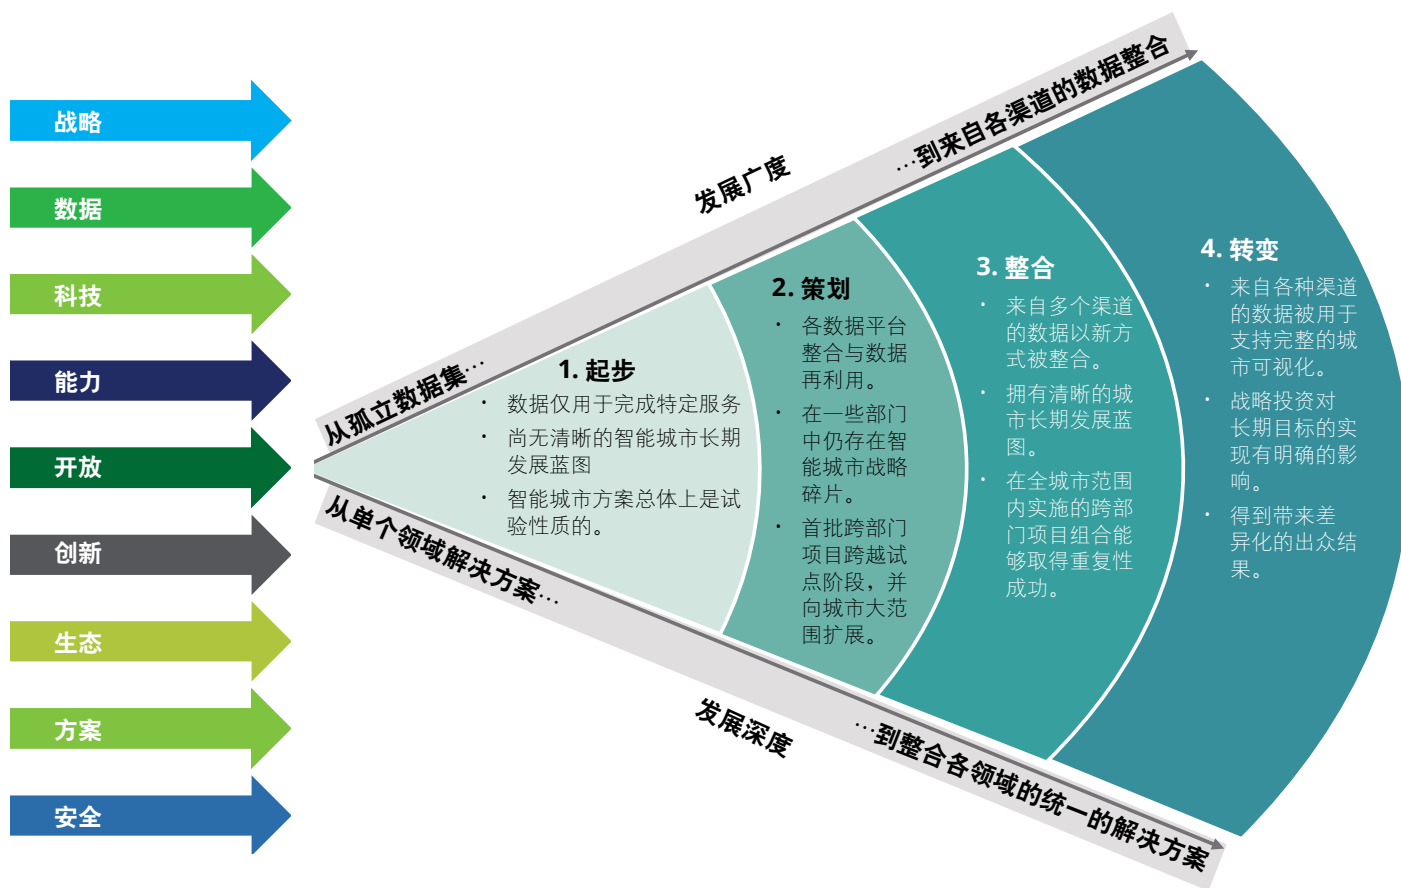 战略
数据
科技
能力
开放
创新
生态
方案
安全
发展广度
从孤立数据集…
…到来自各渠道的数据整合
1. 起步
· 数据仅用于完成特定服务
· 尚无清晰的智能城市长期
发展蓝图
· 智能城市方案总体上是试
验性质的。
2. 策划
· 各数据平台
整合与数据
再利用。
· 在一些部门
中仍存在智
能城市战略
碎片。
· 首批跨部门
项目跨越试
点阶段，并
向城市大范
围扩展。
3. 整合
· 来自多个渠道
的数据以新方
式被整合。
· 拥有清晰的城
市长期发展蓝
图。
· 在全城市范围
内实施的跨部
门项目组合能
够取得重复性
成功。
4. 转变
· 来自各种渠道
的数据被用于
支持完整的城
市可视化。
· 战略投资对
长期目标的实
现有明确的影
响。
· 得到带来差
异化的出众结
果。
从单个领域解决方案…
…到整合各领域的统一的解决方案
发展深度